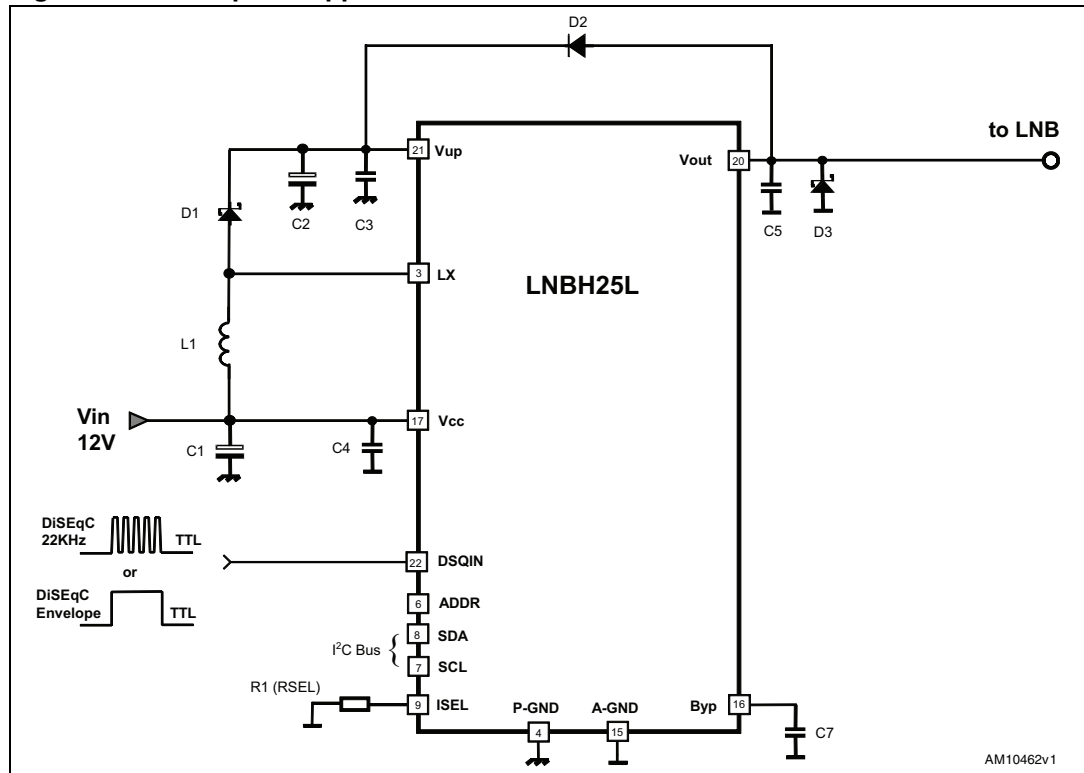 D2
to LNB
21 Vup
Vout 20
D1
C2
C3
C5
D3
3 LX
LNBH25L
L1
Vin
12V
17 Vcc
C1
C4
DiSEqC
22KHz
TTL
or
DiSEqC
Envelope
TTL
22 DSQIN
6 ADDR
8 SDA
I²C Bus {
7 SCL
R1 (RSEL)
9 ISEL
P-GND
A-GND
Byp 16
4
15
C7
AM10462v1